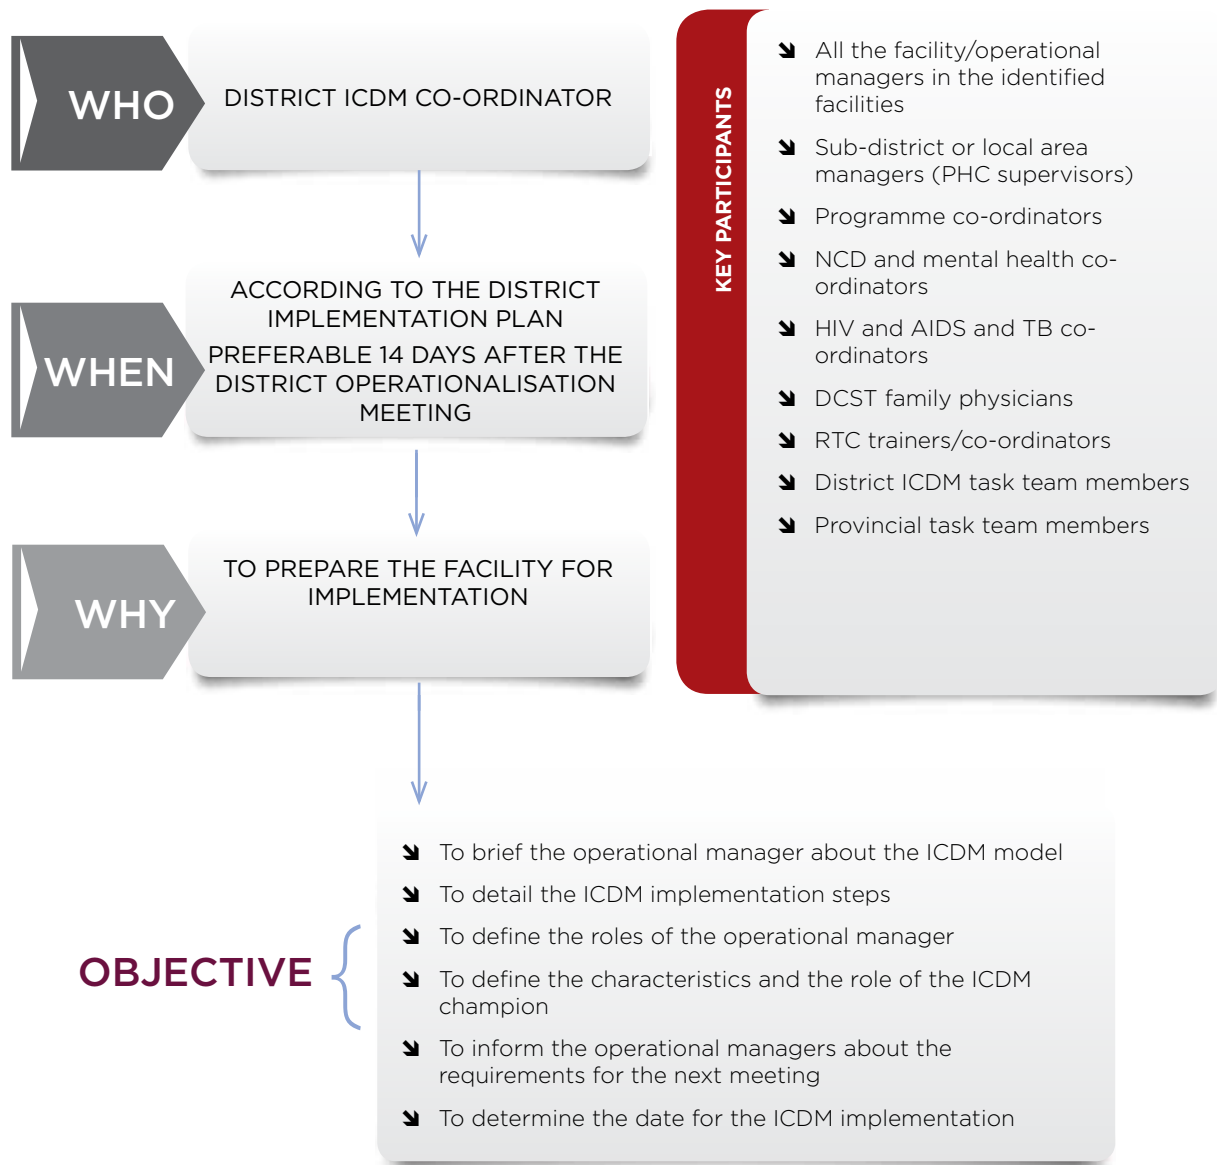 WHO
DISTRICT ICDM CO-ORDINATOR
WHEN
ACCORDING TO THE DISTRICT
IMPLEMENTATION PLAN
PREFERABLE 14 DAYS AFTER THE
DISTRICT OPERATIONALISATION
MEETING
WHY
TO PREPARE THE FACILITY FOR
IMPLEMENTATION
KEY PARTICIPANTS
All the facility/operational
managers in the identified
facilities
Sub-district or local area
managers (PHC supervisors)
Programme co-ordinators
NCD and mental health co-
ordinators
HIV and AIDS and TB co-
ordinators
DCST family physicians
RTC trainers/co-ordinators
District ICDM task team members
Provincial task team members
OBJECTIVE
To brief the operational manager about the ICDM model
To detail the ICDM implementation steps
To define the roles of the operational manager
To define the characteristics and the role of the ICDM
champion
To inform the operational managers about the
requirements for the next meeting
To determine the date for the ICDM implementation